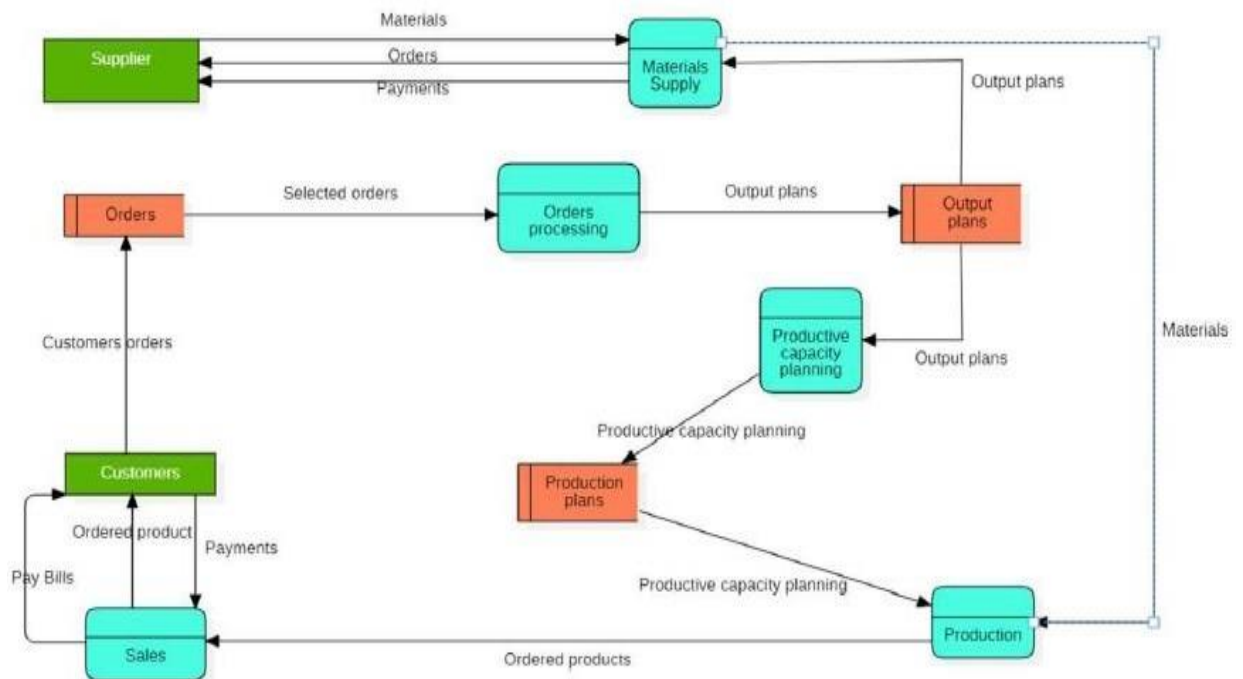 Materials
Supplier
Orders
Materials
Supply
Payments
Output plans
Selected orders
Output plans
Orders
Orders
processing
Output
plans
Customers orders
Productive
capacity
planning
Materials
Output plans
Productive capacity planning
Customers
Production
plans
Ordered product
Payments
Pay Bills
Productive capacity planning
Sales
Production
Ordered products